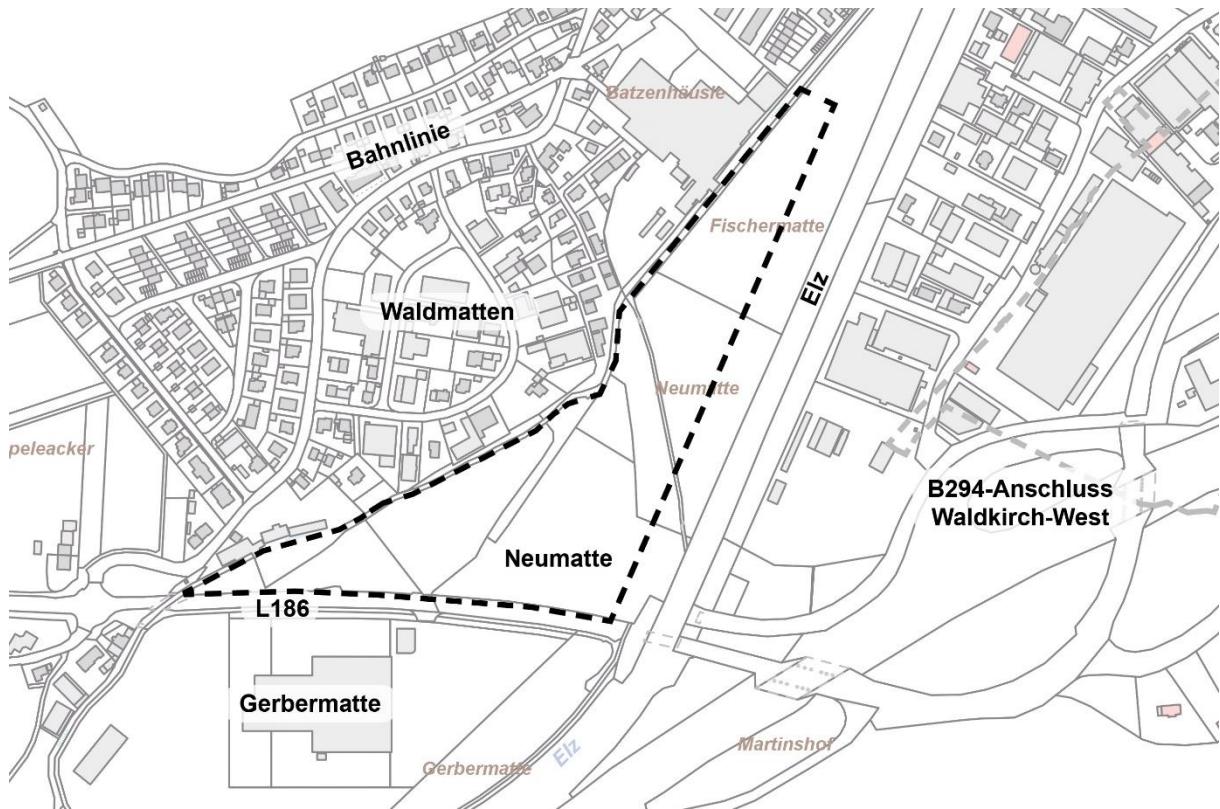 Batzenhäusle
Bahnlinie
Fischermatte
Elz
Waldmatten
Neumatte
peleacker
B294-Anschluss
Waldkirch-West
Neumatte
L186
Gerbermatte
Elz
Martinshof
Gerbermatte